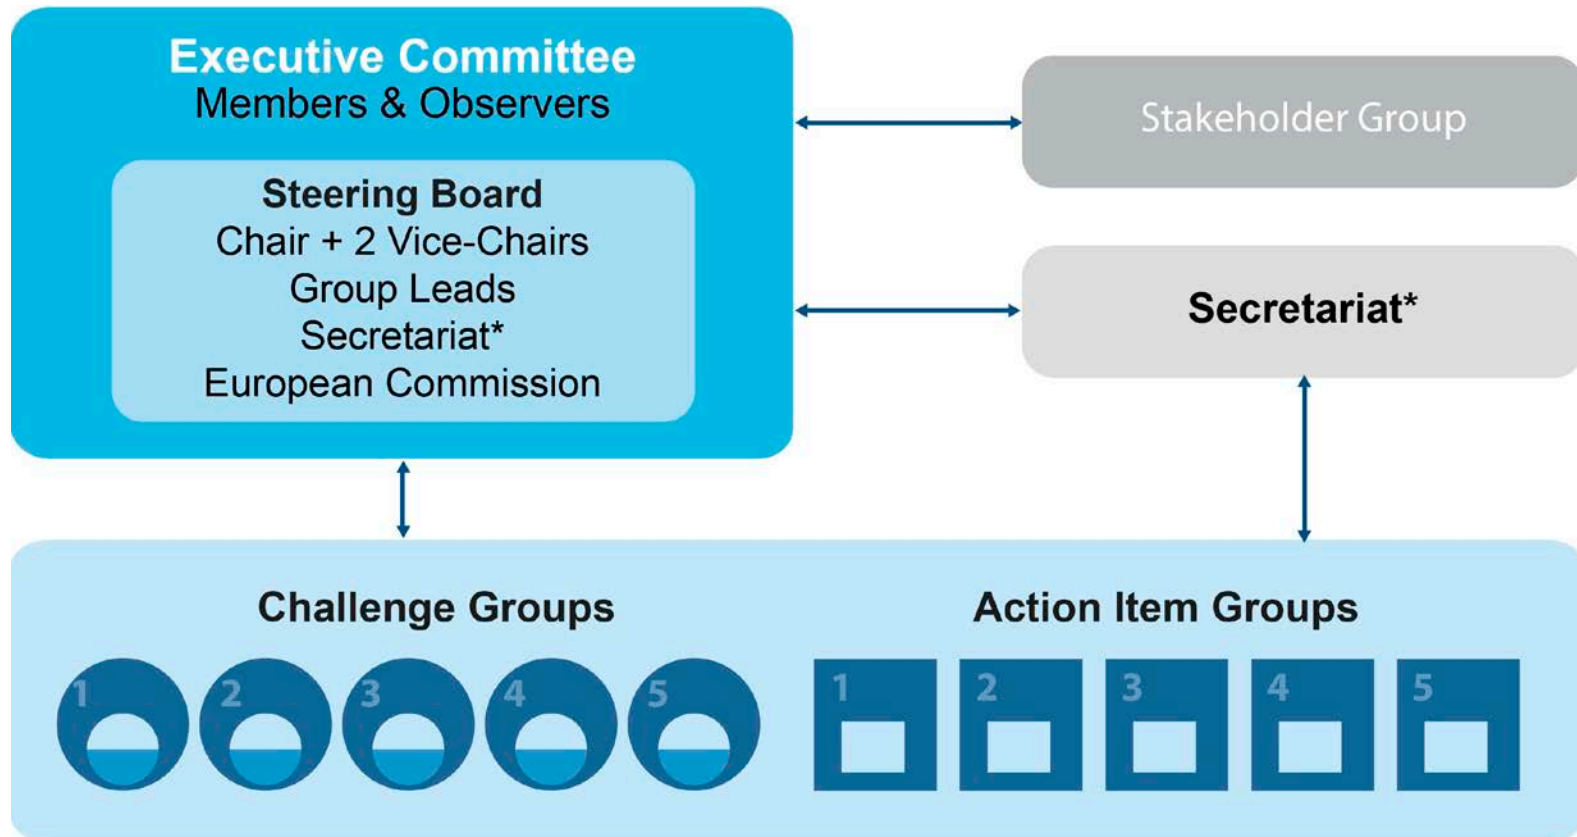 Executive Committee
Members & Observers
Steering Board
Chair + 2 Vice-Chairs
Group Leads
Secretariat*
European Commission
Stakeholder Group
Secretariat*
Challenge Groups
1 2 3 4 5
Action Item Groups
1 2 3 4 5